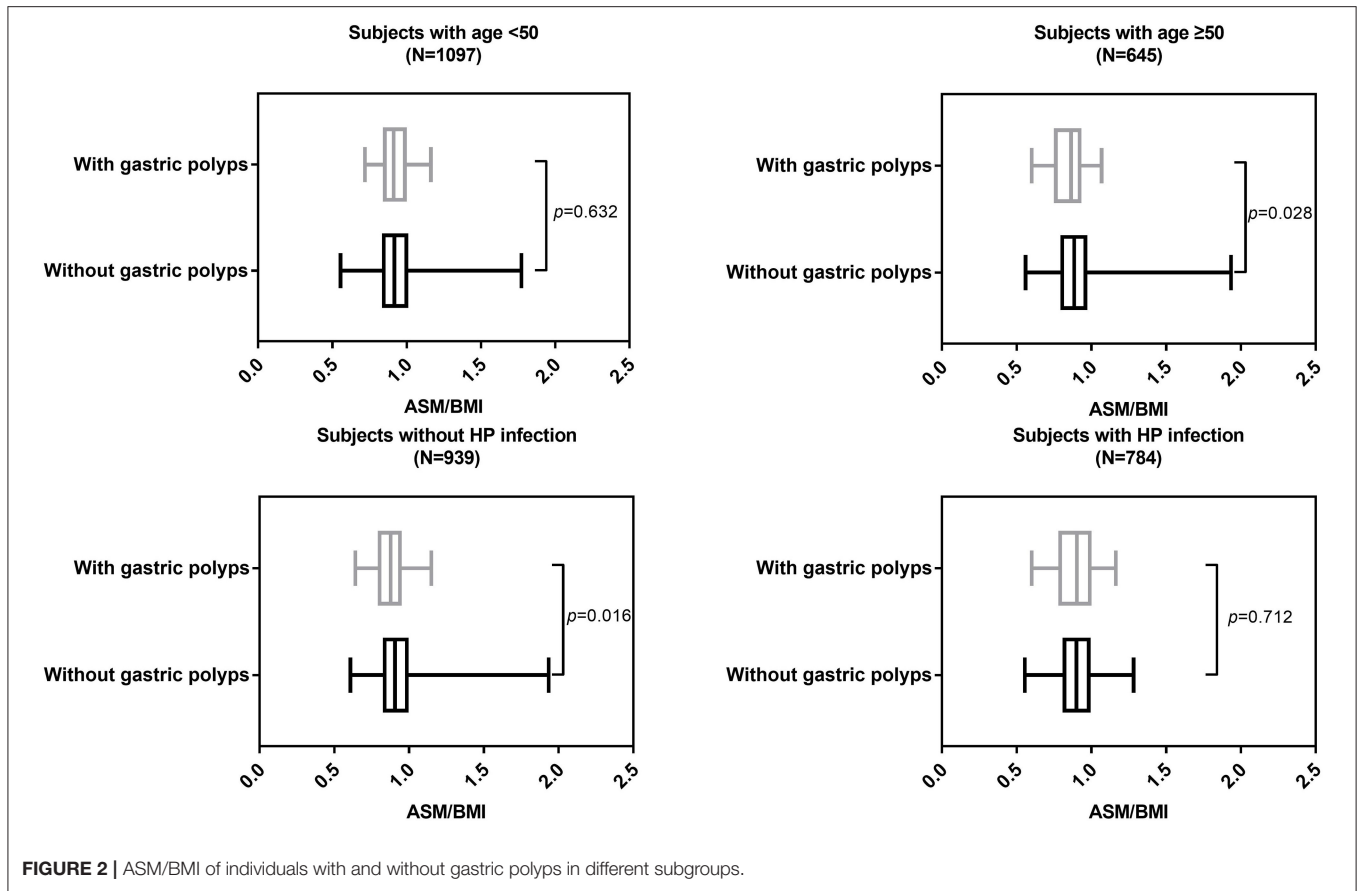 Subjects with age <50
(N=1097)
With gastric polyps
Without gastric polyps
p=0.632
0.0
0.5
1.0
1.5
2.0
2.5
ASM/BMI
Subjects with age ≥50
(N=645)
With gastric polyps
Without gastric polyps
p=0.028
0.0
0.5
1.0
1.5
2.0
2.5
ASM/BMI
Subjects without HP infection
(N=939)
With gastric polyps
Without gastric polyps
p=0.016
0.0
0.5
1.0
1.5
2.0
2.5
ASM/BMI
Subjects with HP infection
(N=784)
With gastric polyps
Without gastric polyps
p=0.712
0.0
0.5
1.0
1.5
2.0
2.5
ASM/BMI
FIGURE 2 | ASM/BMI of individuals with and without gastric polyps in different subgroups.